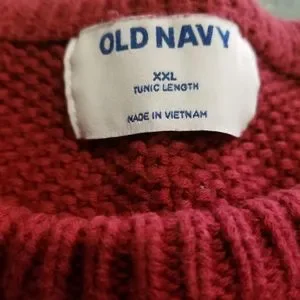 OLD NAVY
XXL
TUNIC LENGTH
MADE IN VIETNAM